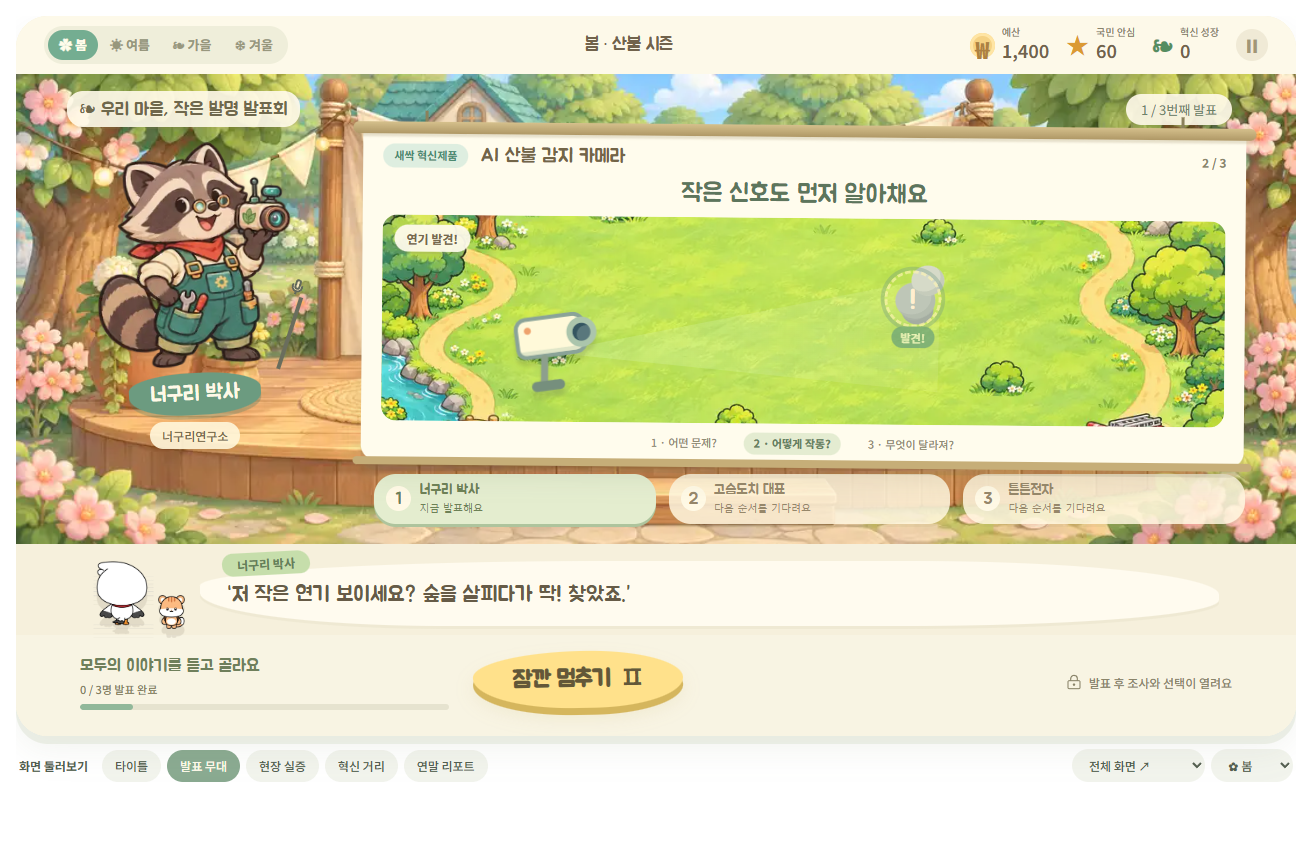 봄
여름
가을
겨울
봄 · 산불 시즌
예산
1,400
국민 안심
60
혁신 성장
0
우리 마을, 작은 발명 발표회
1 / 3번째 발표
새싹 혁신제품
AI 산불 감지 카메라
2 / 3
작은 신호도 먼저 알아채요
연기 발견!
!
발견!
너구리 박사
너구리연구소
1 · 어떤 문제?
2 · 어떻게 작동?
3 · 무엇이 달라져?
1
너구리 박사
지금 발표해요
2
고슴도치 대표
다음 순서를 기다려요
3
튼튼전자
다음 순서를 기다려요
너구리 박사
'저 작은 연기 보이세요? 숲을 살피다가 딱! 찾았죠.'
모두의 이야기를 듣고 골라요
0 / 3명 발표 완료
잠깐 멈추기 Ⅱ
발표 후 조사와 선택이 열려요
화면 둘러보기
타이틀
발표 무대
현장 실증
혁신 거리
연말 리포트
전체 화면 ↗
✿ 봄